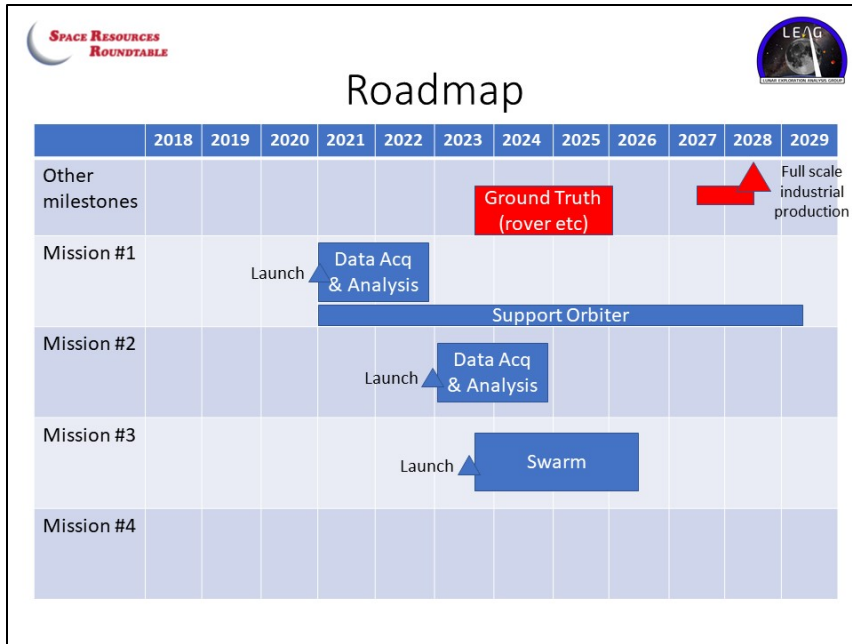 SPACE RESOURCES
ROUNDTABLE
LEAG
LUNAR EXPLORATION ANALYSIS GROUP
Roadmap
2018 2019 2020 2021 2022 2023 2024 2025 2026 2027 2028 2029
Other
milestones
Ground Truth
(rover etc)
Full scale
industrial
production
Mission #1
Launch
Data Acq
& Analysis
Support Orbiter
Mission #2
Launch
Data Acq
& Analysis
Mission #3
Launch
Swarm
Mission #4